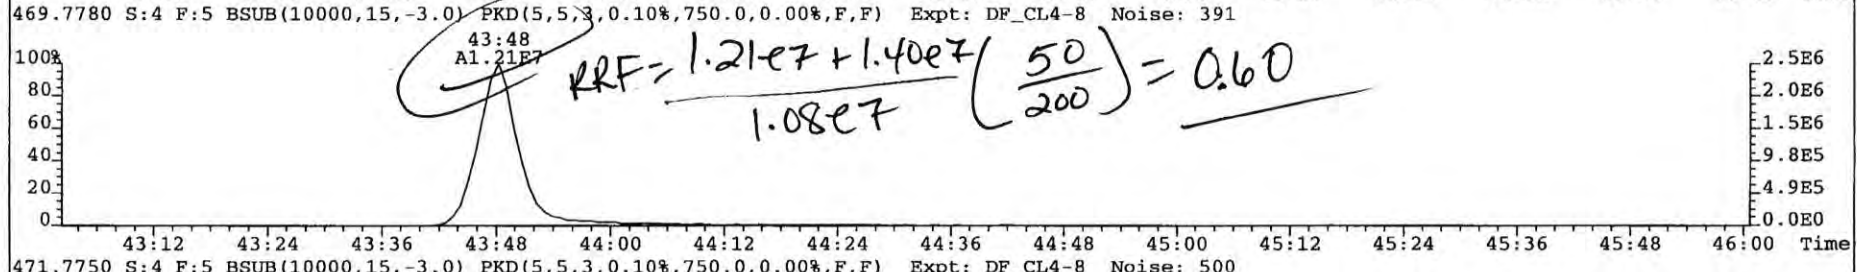 469.7780 S:4 F:5 BSUB(10000,15,-3.0) PKD(5,5,3,0.10%,750.0,0.00%,F,F) Expt: DF_CL4-8 Noise: 391
43:48
A1.21E7
RRF = 1.21e7 + 1.40e7 / 1.08e7 (50/200) = 0.60
100%
80
60
40
20
0
2.5E6
2.0E6
1.5E6
9.8E5
4.9E5
0.0E0
43:12 43:24 43:36 43:48 44:00 44:12 44:24 44:36 44:48 45:00 45:12 45:24 45:36 45:48 46:00 Time
471.7750 S:4 F:5 BSUB(10000,15,-3.0) PKD(5,5,3,0.10%,750.0,0.00%,F,F) Expt: DF_CL4-8 Noise: 500